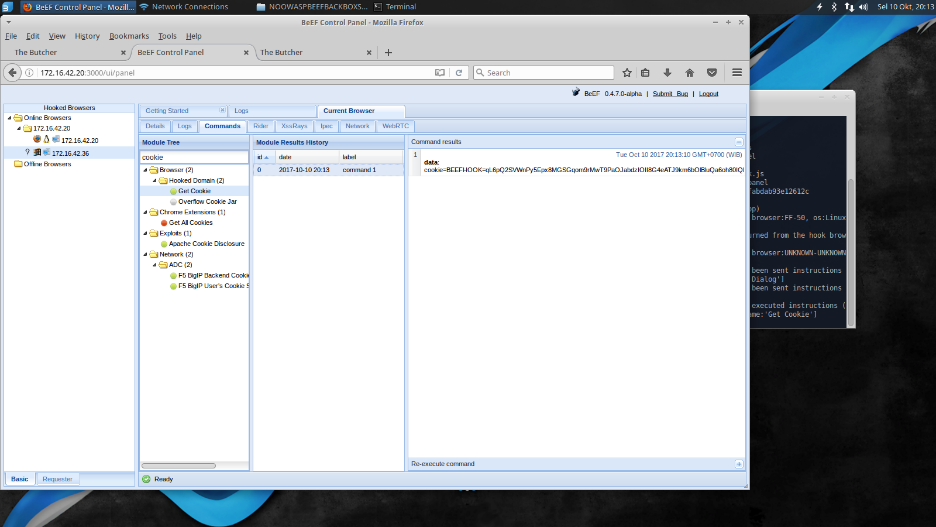 BeEF Control Panel - Mozill...
Network Connections
NOOWASPBEEFBACKBOXS...
Terminal
Sel 10 Okt, 20:13
BeEF Control Panel - Mozilla Firefox
File Edit View History Bookmarks Tools Help
The Butcher
BeEF Control Panel
The Butcher
172.16.42.20:3000/ui/panel
Search
BeEF 0.4.7.0-alpha | Submit Bug | Logout
Hooked Browsers
Online Browsers
172.16.42.20
172.16.42.20
172.16.42.36
Offline Browsers
Basic
Requester
Getting Started
Logs
Current Browser
Details
Logs
Commands
Rider
XssRays
Ipec
Network
WebRTC
Module Tree
cookie
Browser (2)
Hooked Domain (2)
Get Cookie
Overflow Cookie Jar
Chrome Extensions (1)
Get All Cookies
Exploits (1)
Apache Cookie Disclosure
Network (2)
ADC (2)
F5 BigIP Backend Cookie
F5 BigIP User's Cookie S
Module Results History
id date label
0 2017-10-10 20:13 command 1
Command results
1
Tue Oct 10 2017 20:13:10 GMT+0700 (WIB)
data:
Re-execute command
Ready
el
.js
anel
abdab93e12612c
p)
browser:FF-50, os:Linux
rned from the hook brow
browser:UNKNOWN-UNKNOWN
been sent instructions
Dialog']
been sent instructions
executed instructions (
me:'Get Cookie']